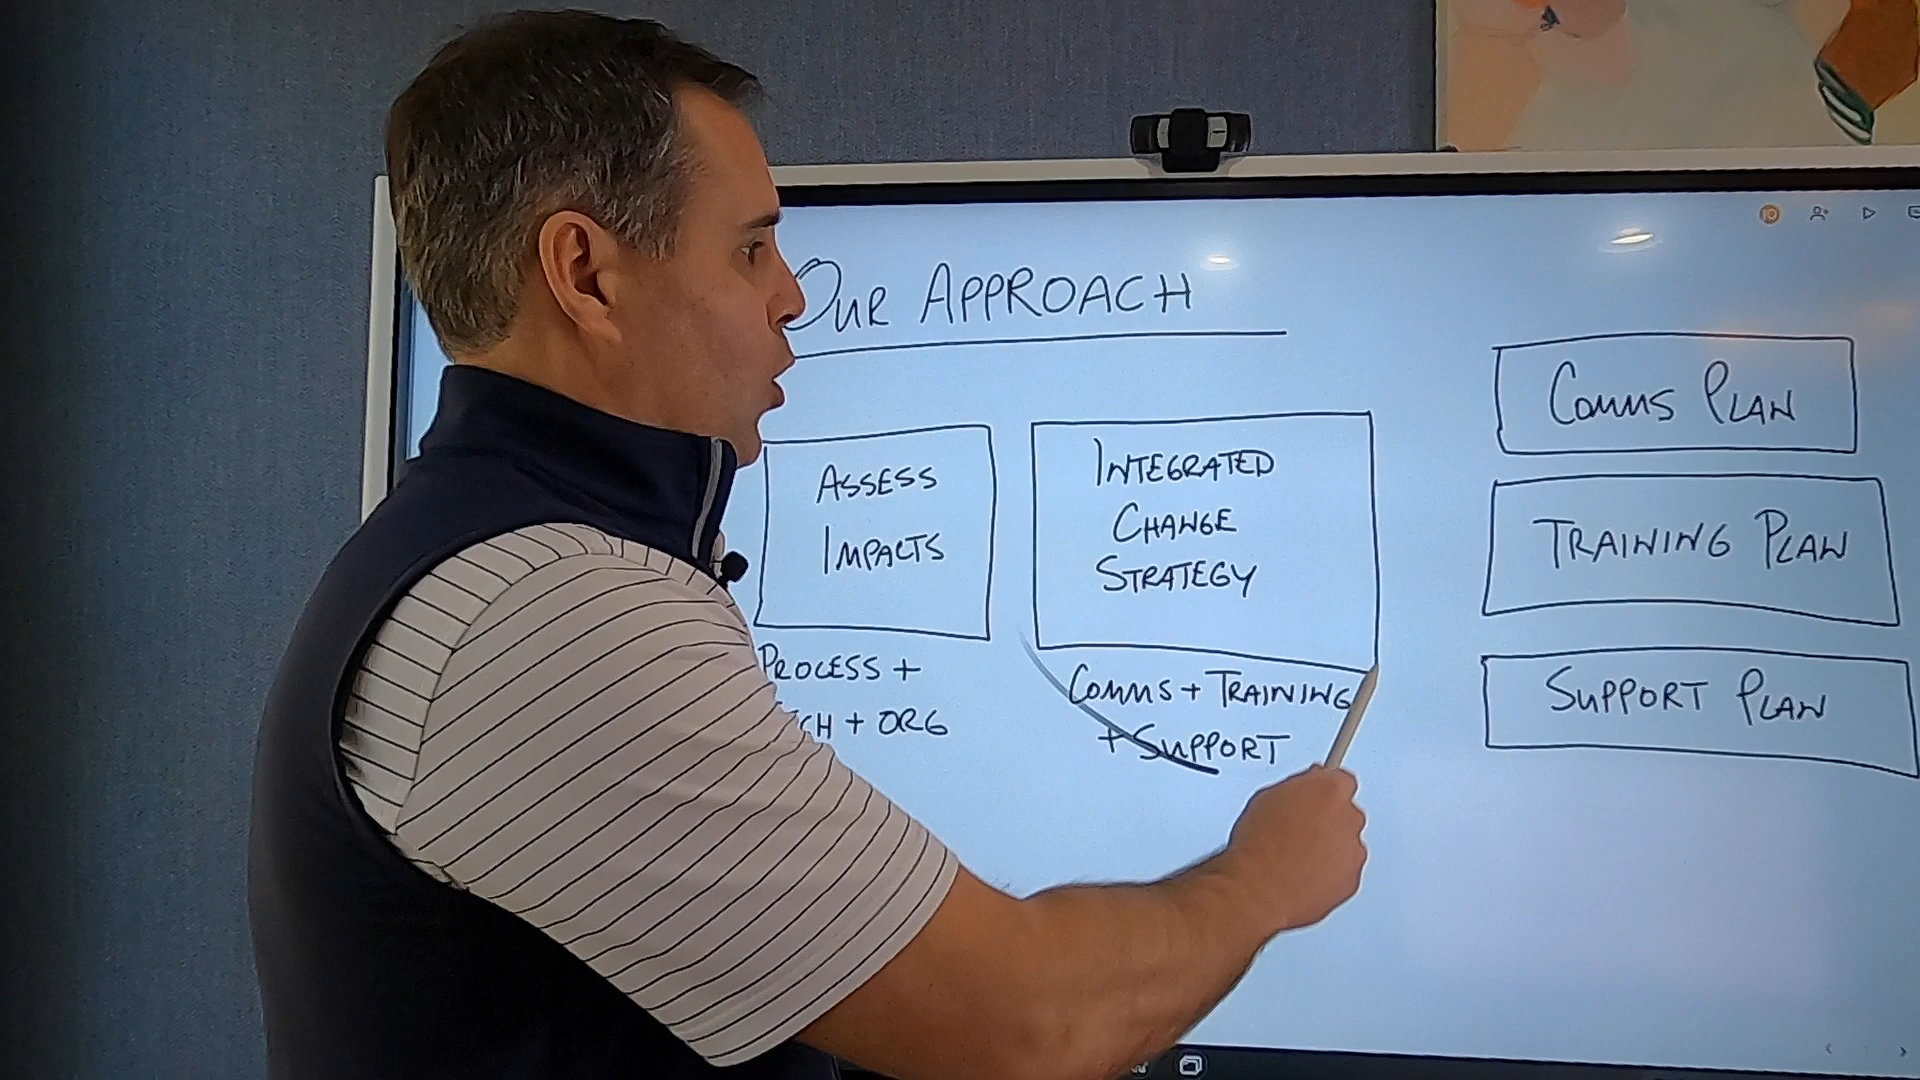 OUR APPROACH
ASSESS
IMPACTS
PROCESS +
+ ORG
INTEGRATED
CHANGE
STRATEGY
COMMS + TRAINING
+ SUPPORT
COMMS PLAN
TRAINING PLAN
SUPPORT PLAN